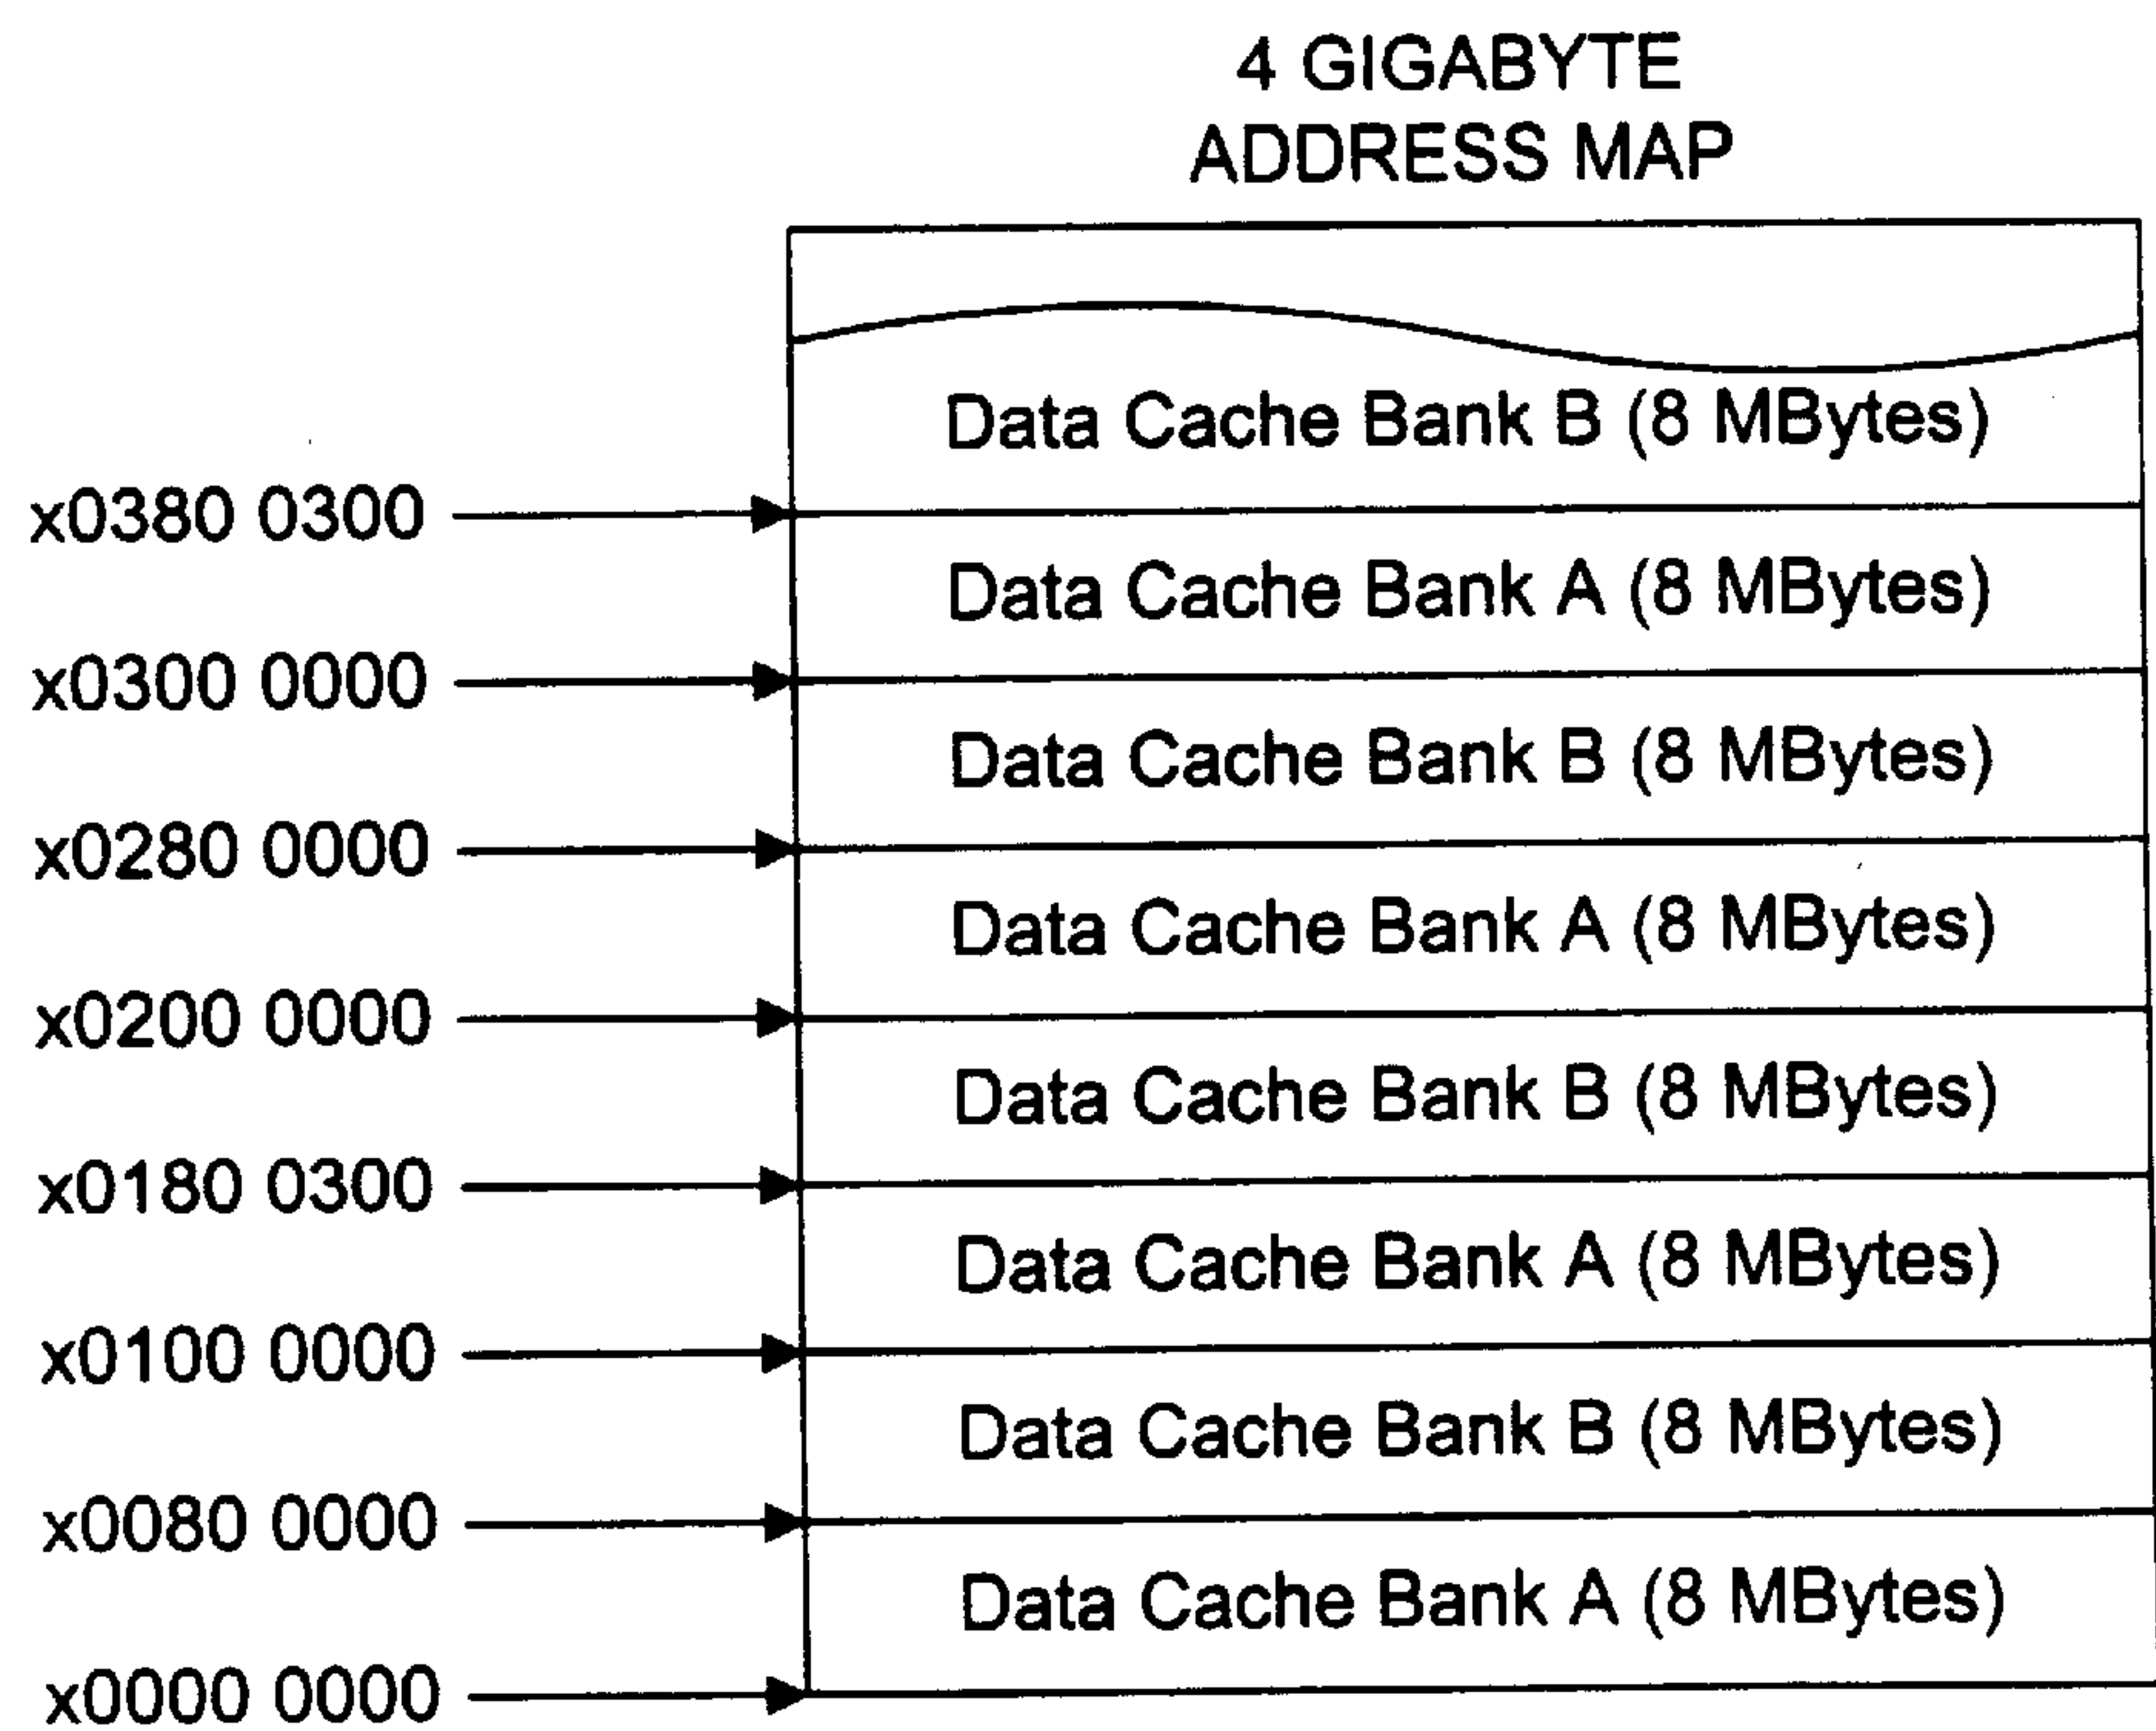 4 GIGABYTE
ADDRESS MAP
Data Cache Bank B (8 MBytes)
x0380 0300
Data Cache Bank A (8 MBytes)
x0300 0000
Data Cache Bank B (8 MBytes)
x0280 0000
Data Cache Bank A (8 MBytes)
x0200 0000
Data Cache Bank B (8 MBytes)
x0180 0300
Data Cache Bank A (8 MBytes)
x0100 0000
Data Cache Bank B (8 MBytes)
x0080 0000
Data Cache Bank A (8 MBytes)
x0000 0000